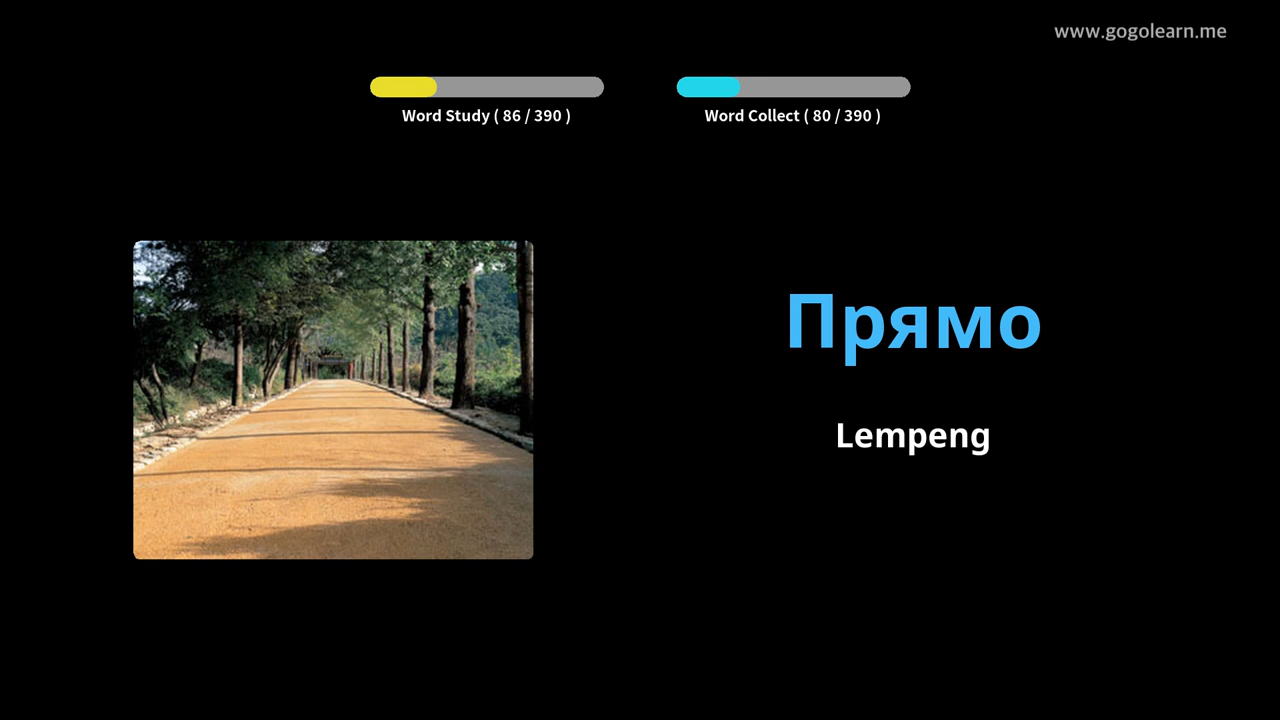 www.gogolearn.me
Word Study ( 86 / 390 )
Word Collect ( 80 / 390 )
Прямо
Lempeng